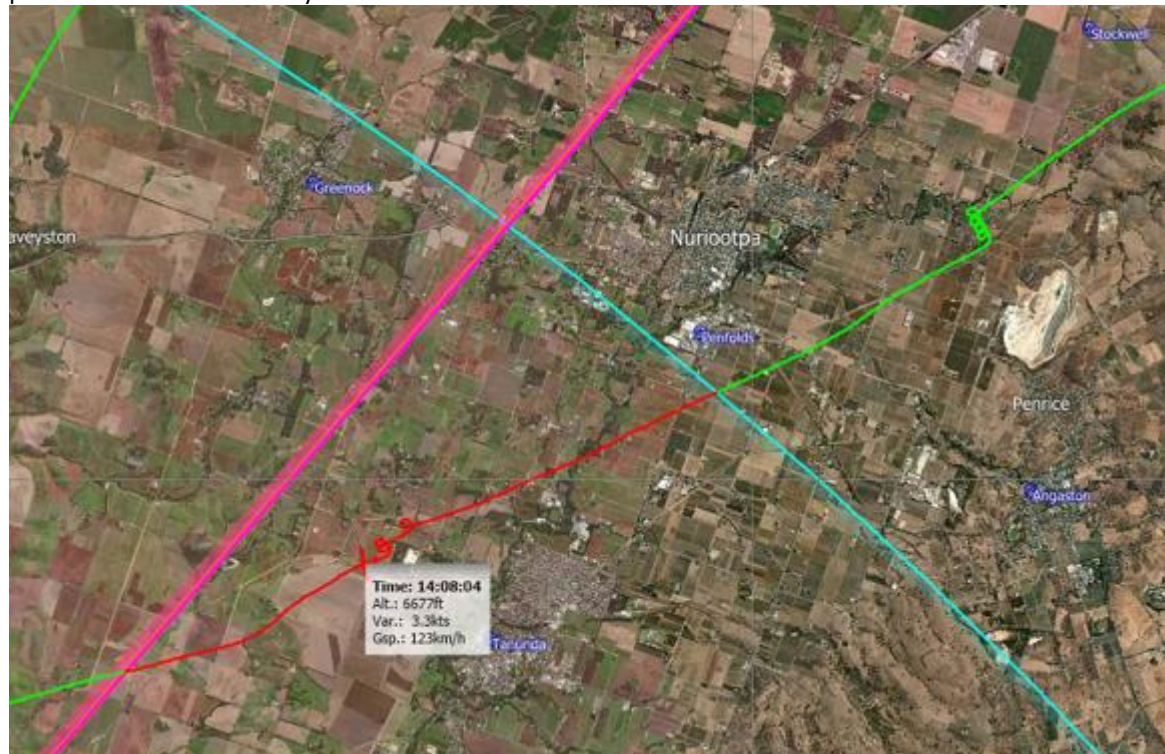 Stockwell
Greenock
aveyston
Nuriootpa
Penfolds
Penrice
Angaston
Time: 14:08:04
Alt.: 6677ft
Var.: 3.3kts
Gsp.: 123km/h
Tanunda